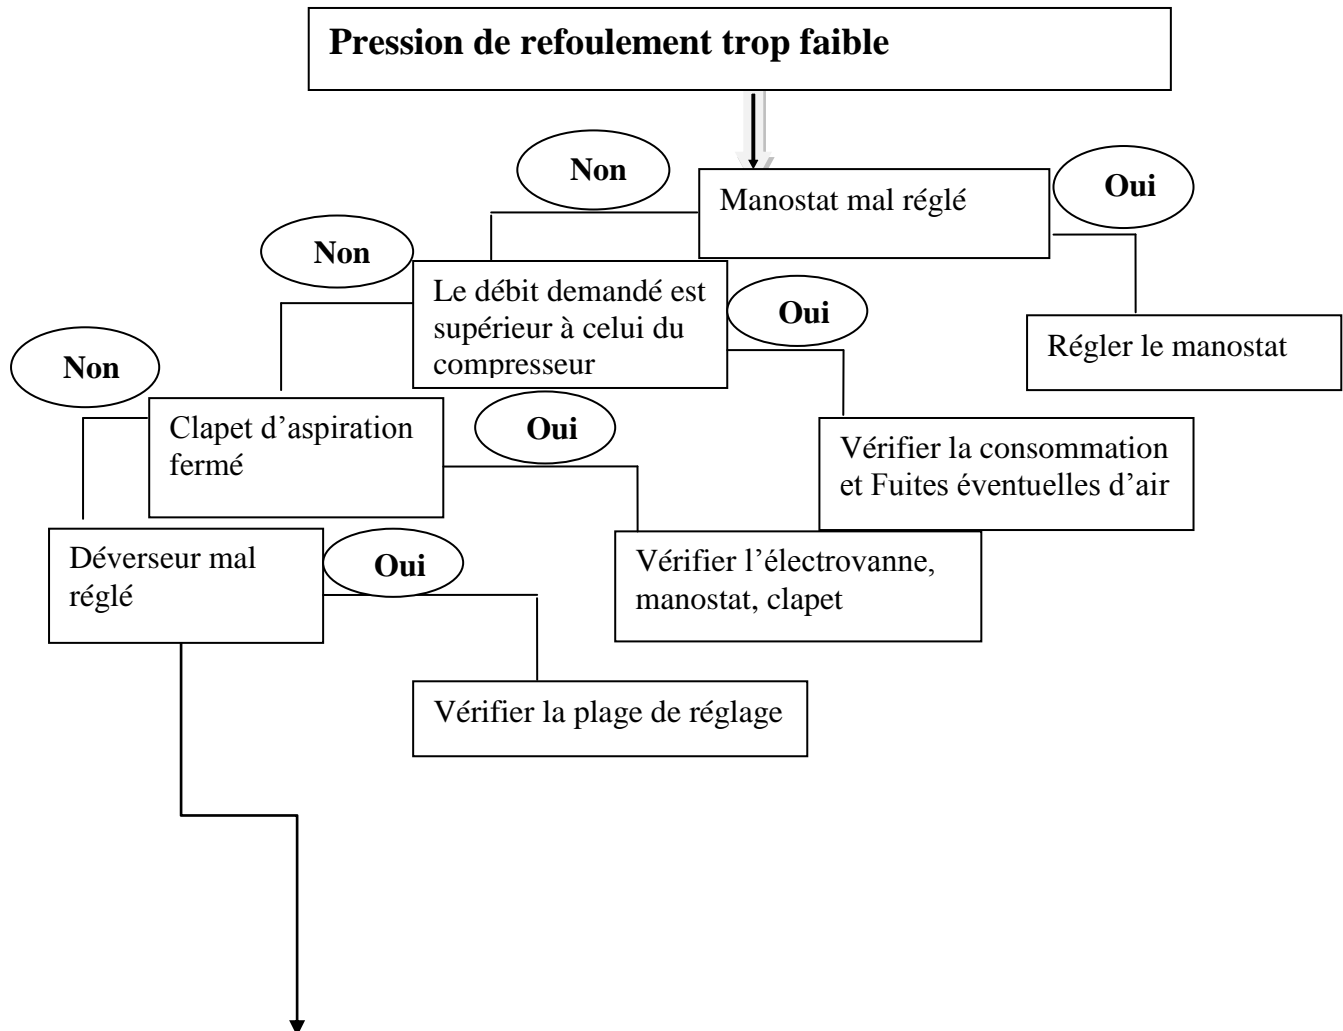 Pression de refoulement trop faible
Non
Manostat mal réglé
Oui
Non
Le débit demandé est
supérieur à celui du
compresseur
Oui
Régler le manostat
Non
Clapet d’aspiration
fermé
Oui
Vérifier la consommation
et Fuites éventuelles d’air
Déverseur mal
réglé
Oui
Vérifier l’électrovanne,
manostat, clapet
Vérifier la plage de réglage